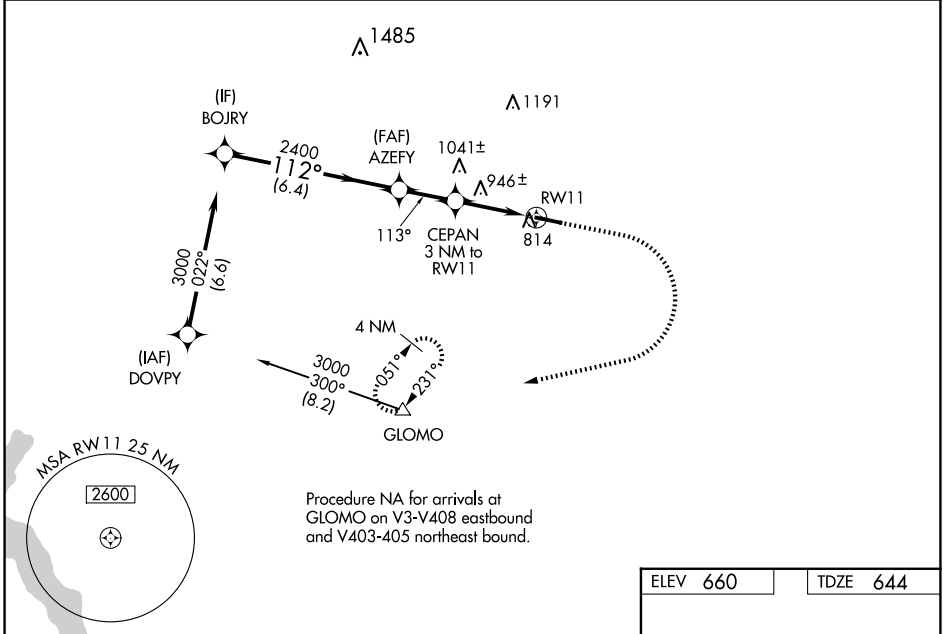 1485
(IF)
BOJRY
1191
(FAF)
AZEFY
1041±
2400
112°
(6.4)
946±
RW11
113°
CEPAN
3 NM to
RW11
814
3000
022°
(6.6)
(IAF)
DOVPY
4 NM
051°
231°
3000
300°
(8.2)
GLOMO
MSA RW11 25 NM
2600
Procedure NA for arrivals at
GLOMO on V3-V408 eastbound
and V403-405 northeast bound.
ELEV 660
TDZE 644